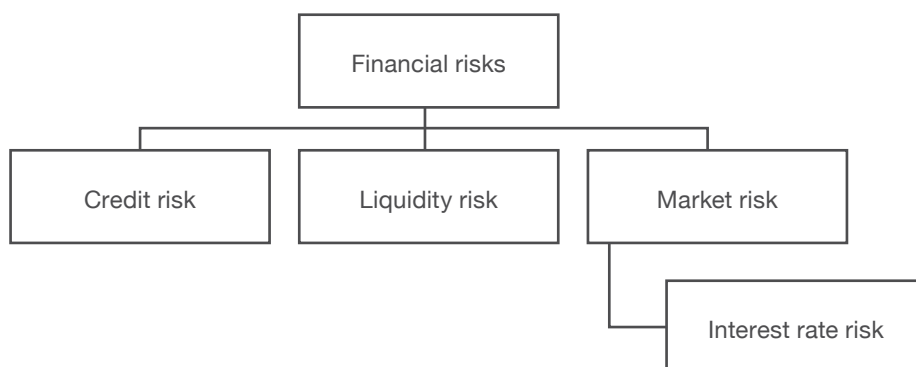 Financial risks
Credit risk
Liquidity risk
Market risk
Interest rate risk